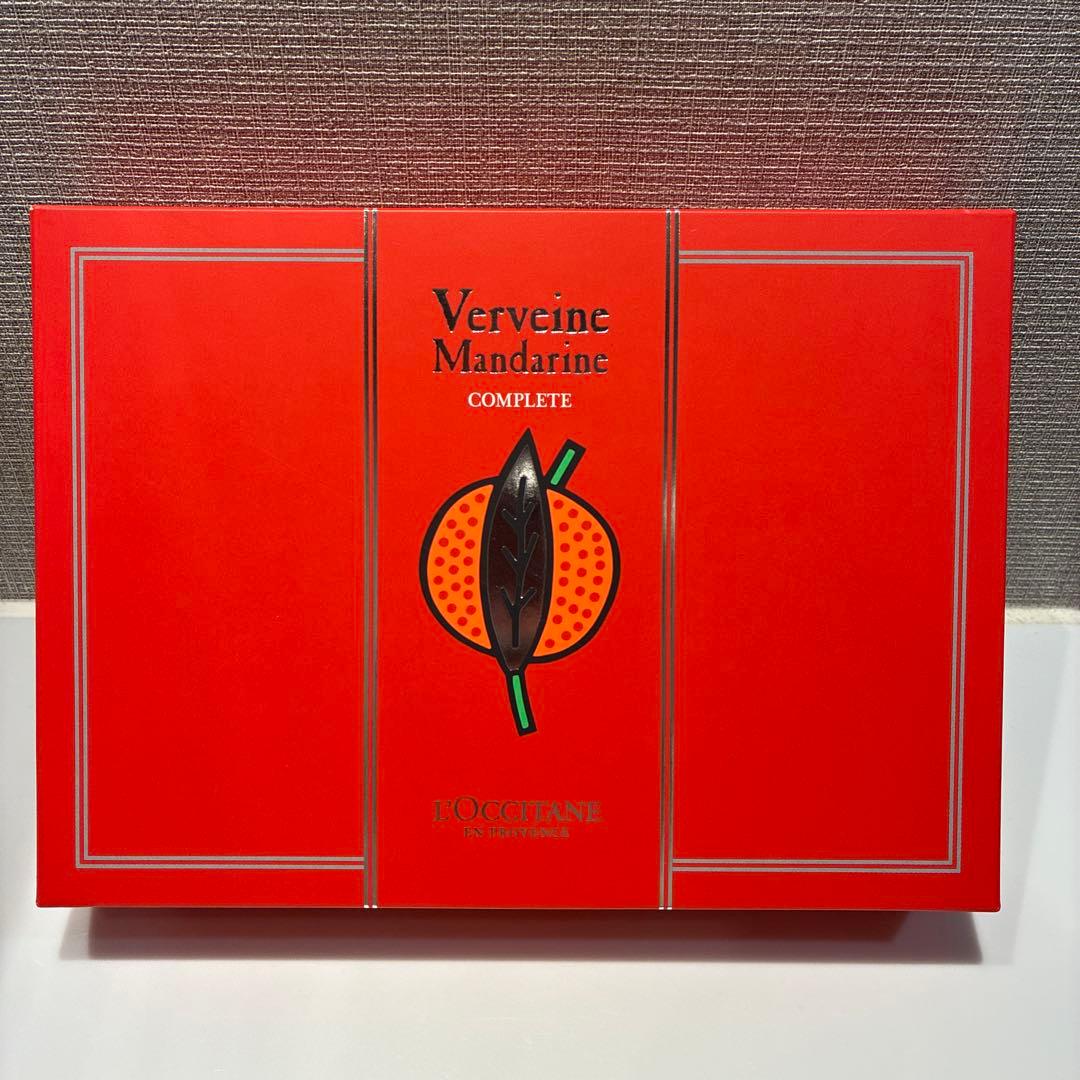 Verveine
Mandarine
COMPLETE
L'OCCITANE
EN PROVENCE